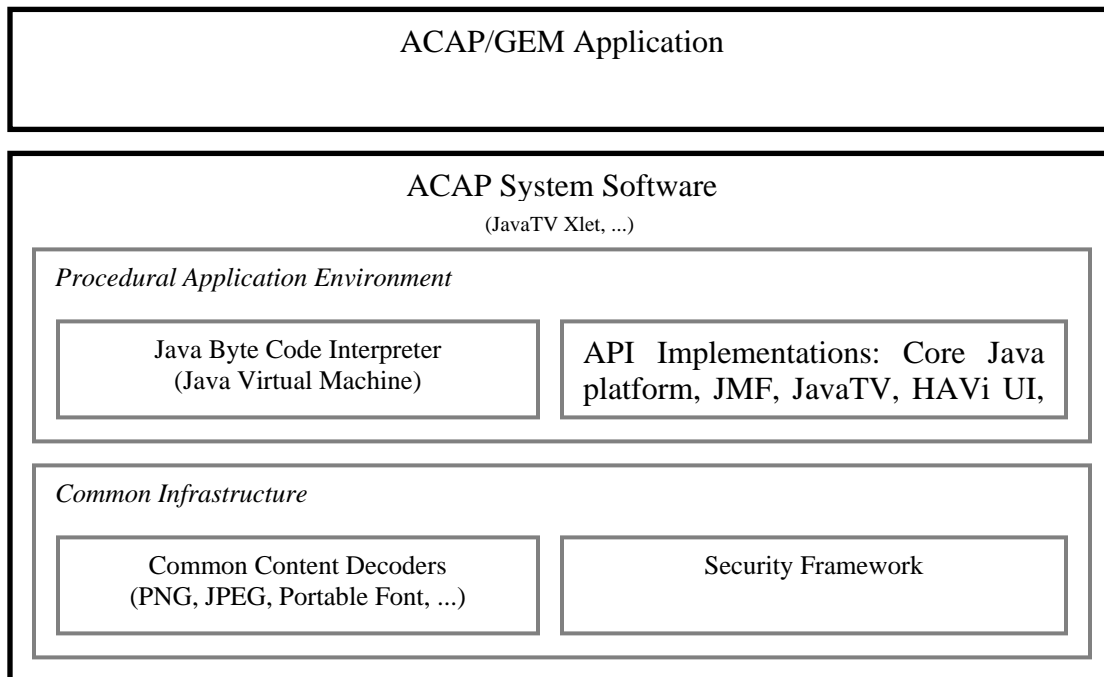 ACAP/GEM Application
ACAP System Software
(JavaTV Xlet, ...)
Procedural Application Environment
Java Byte Code Interpreter
(Java Virtual Machine)
API Implementations: Core Java
platform, JMF, JavaTV, HAVi UI,
Common Infrastructure
Common Content Decoders
(PNG, JPEG, Portable Font, ...)
Security Framework